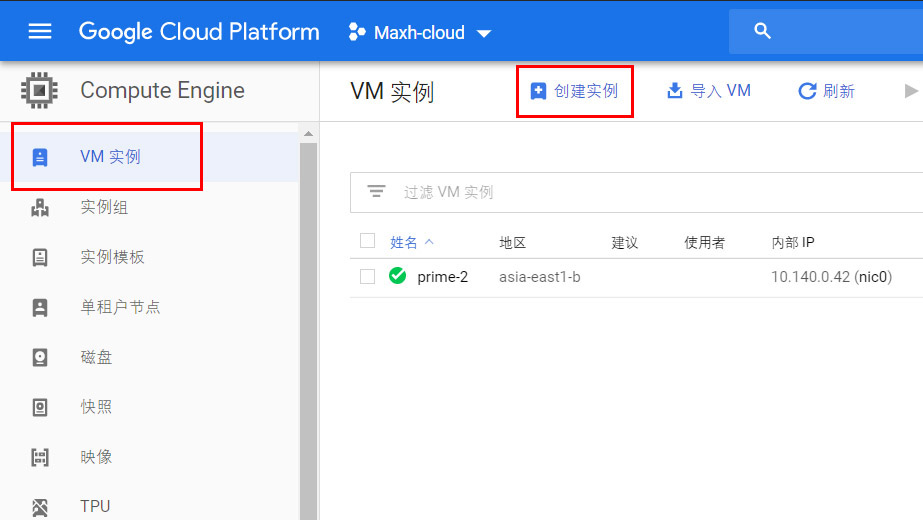 Google Cloud Platform Maxh-cloud
Compute Engine
VM 实例 创建实例 导入 VM 刷新
VM 实例
实例组
实例模板
单租户节点
磁盘
快照
映像
TPU
过滤 VM 实例
姓名 地区 建议 使用者 内部 IP
prime-2 asia-east1-b 10.140.0.42 (nic0)